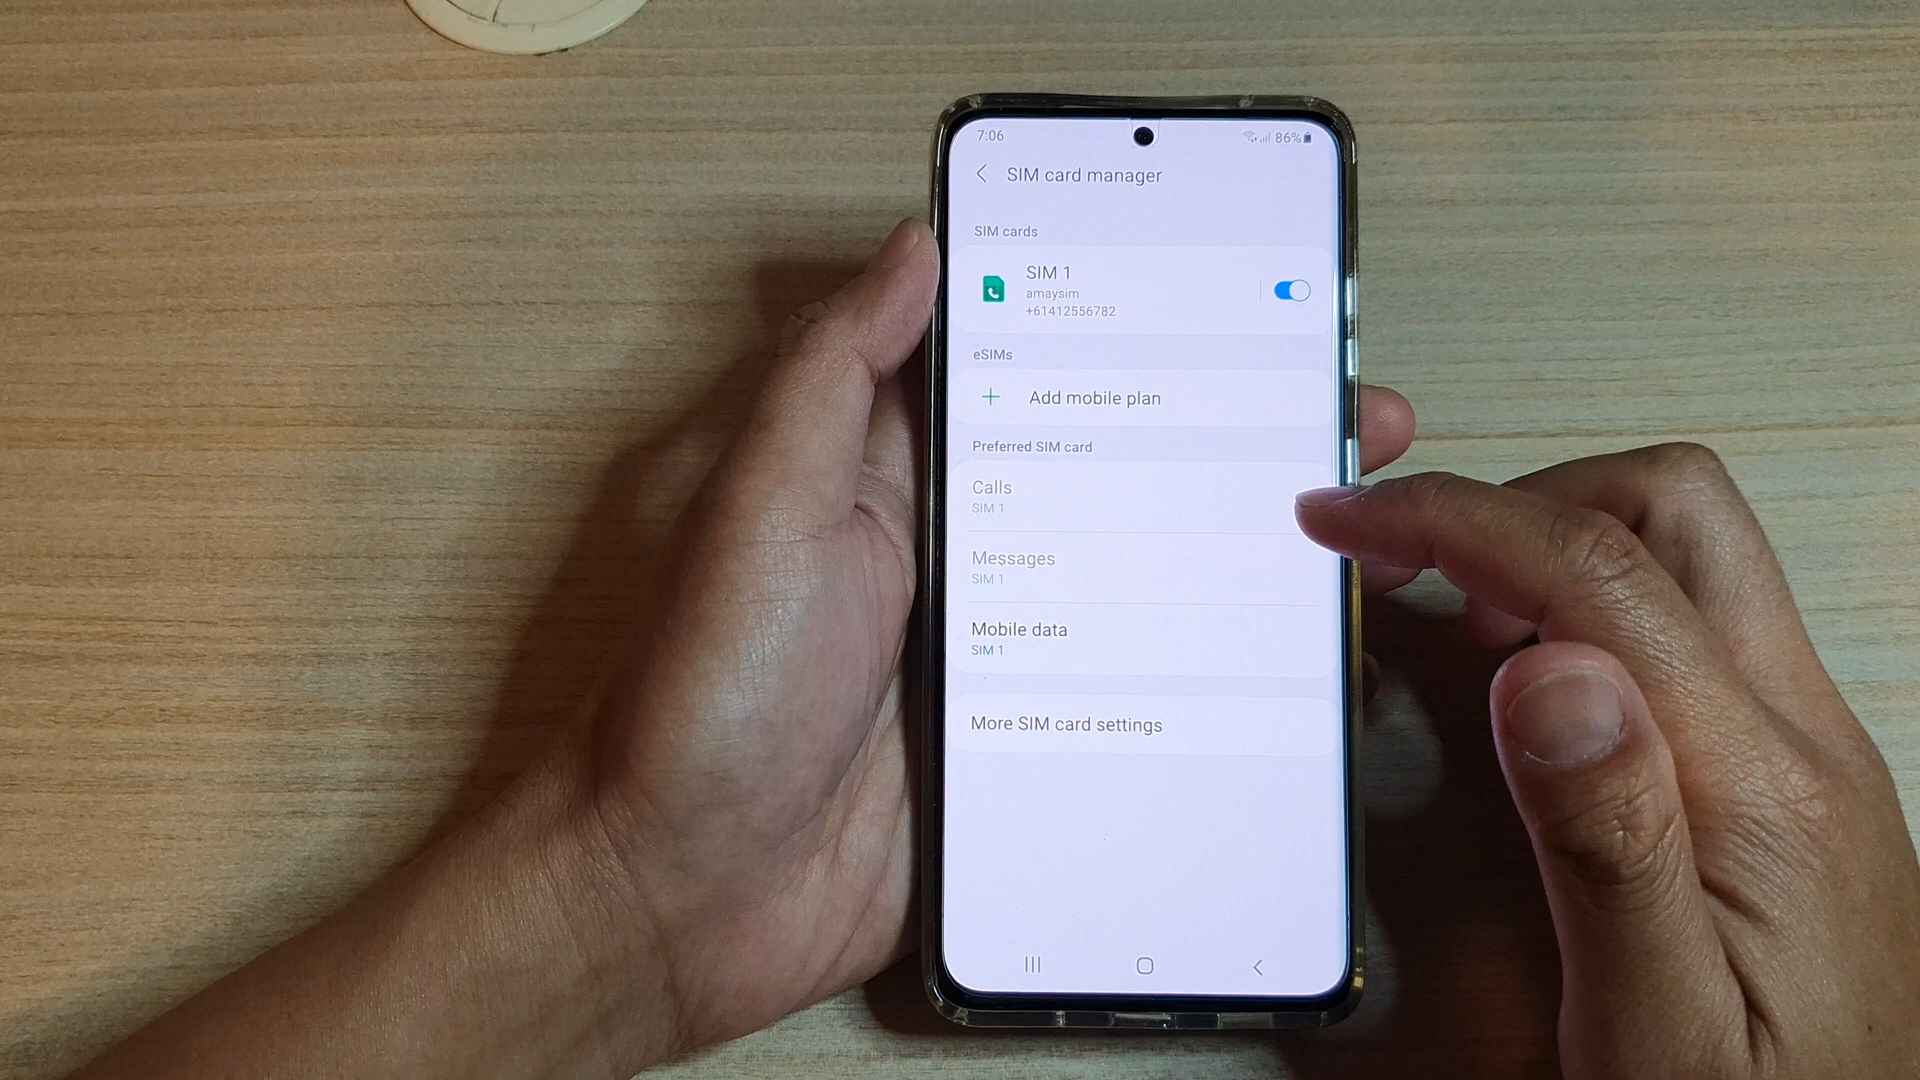 7:06
86%
SIM card manager
SIM cards
SIM 1
amaysim
+61412556782
eSIMs
Add mobile plan
Preferred SIM card
Calls
SIM 1
Messages
SIM 1
Mobile data
SIM 1
More SIM card settings